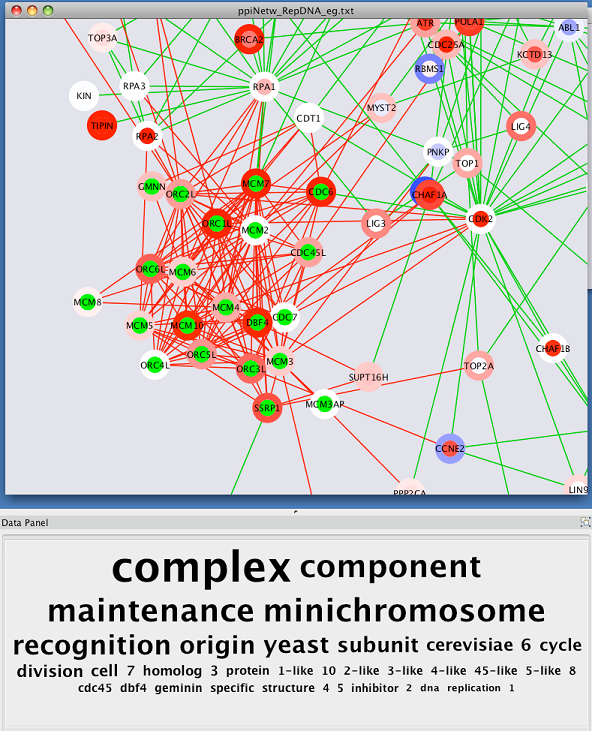 ppiNetw_RepDNA_eg.txt
TOP3A
BRCA2
ATR
POLA1
ABL1
CDC25A
KCTD13
RBMS1
RPA3
RPA1
KIN
MYST2
CDT1
TIPIN
RPA2
LIG4
PNKP
TOP1
GMNN
ORC2L
MCM7
CDC6
CHAF1A
ORC1L
MCM2
LIG3
CDK2
CDC45L
ORC6L
MCM6
MCM8
MCM4
CDC7
MCM5
MCM10
DBF4
CHAF1B
ORC4L
ORC5L
ORC3L
MCM3
SUPT16H
TOP2A
SSRP1
MCM3AP
CCNE2
PPP2CA
LIN9
Data Panel
complex component
maintenance minichromosome
recognition origin yeast subunit cerevisiae 6 cycle
division cell 7 homolog 3 protein 1-like 10 2-like 3-like 4-like 45-like 5-like 8
cdc45 dbf4 geminin specific structure 4 5 inhibitor 2 dna replication 1